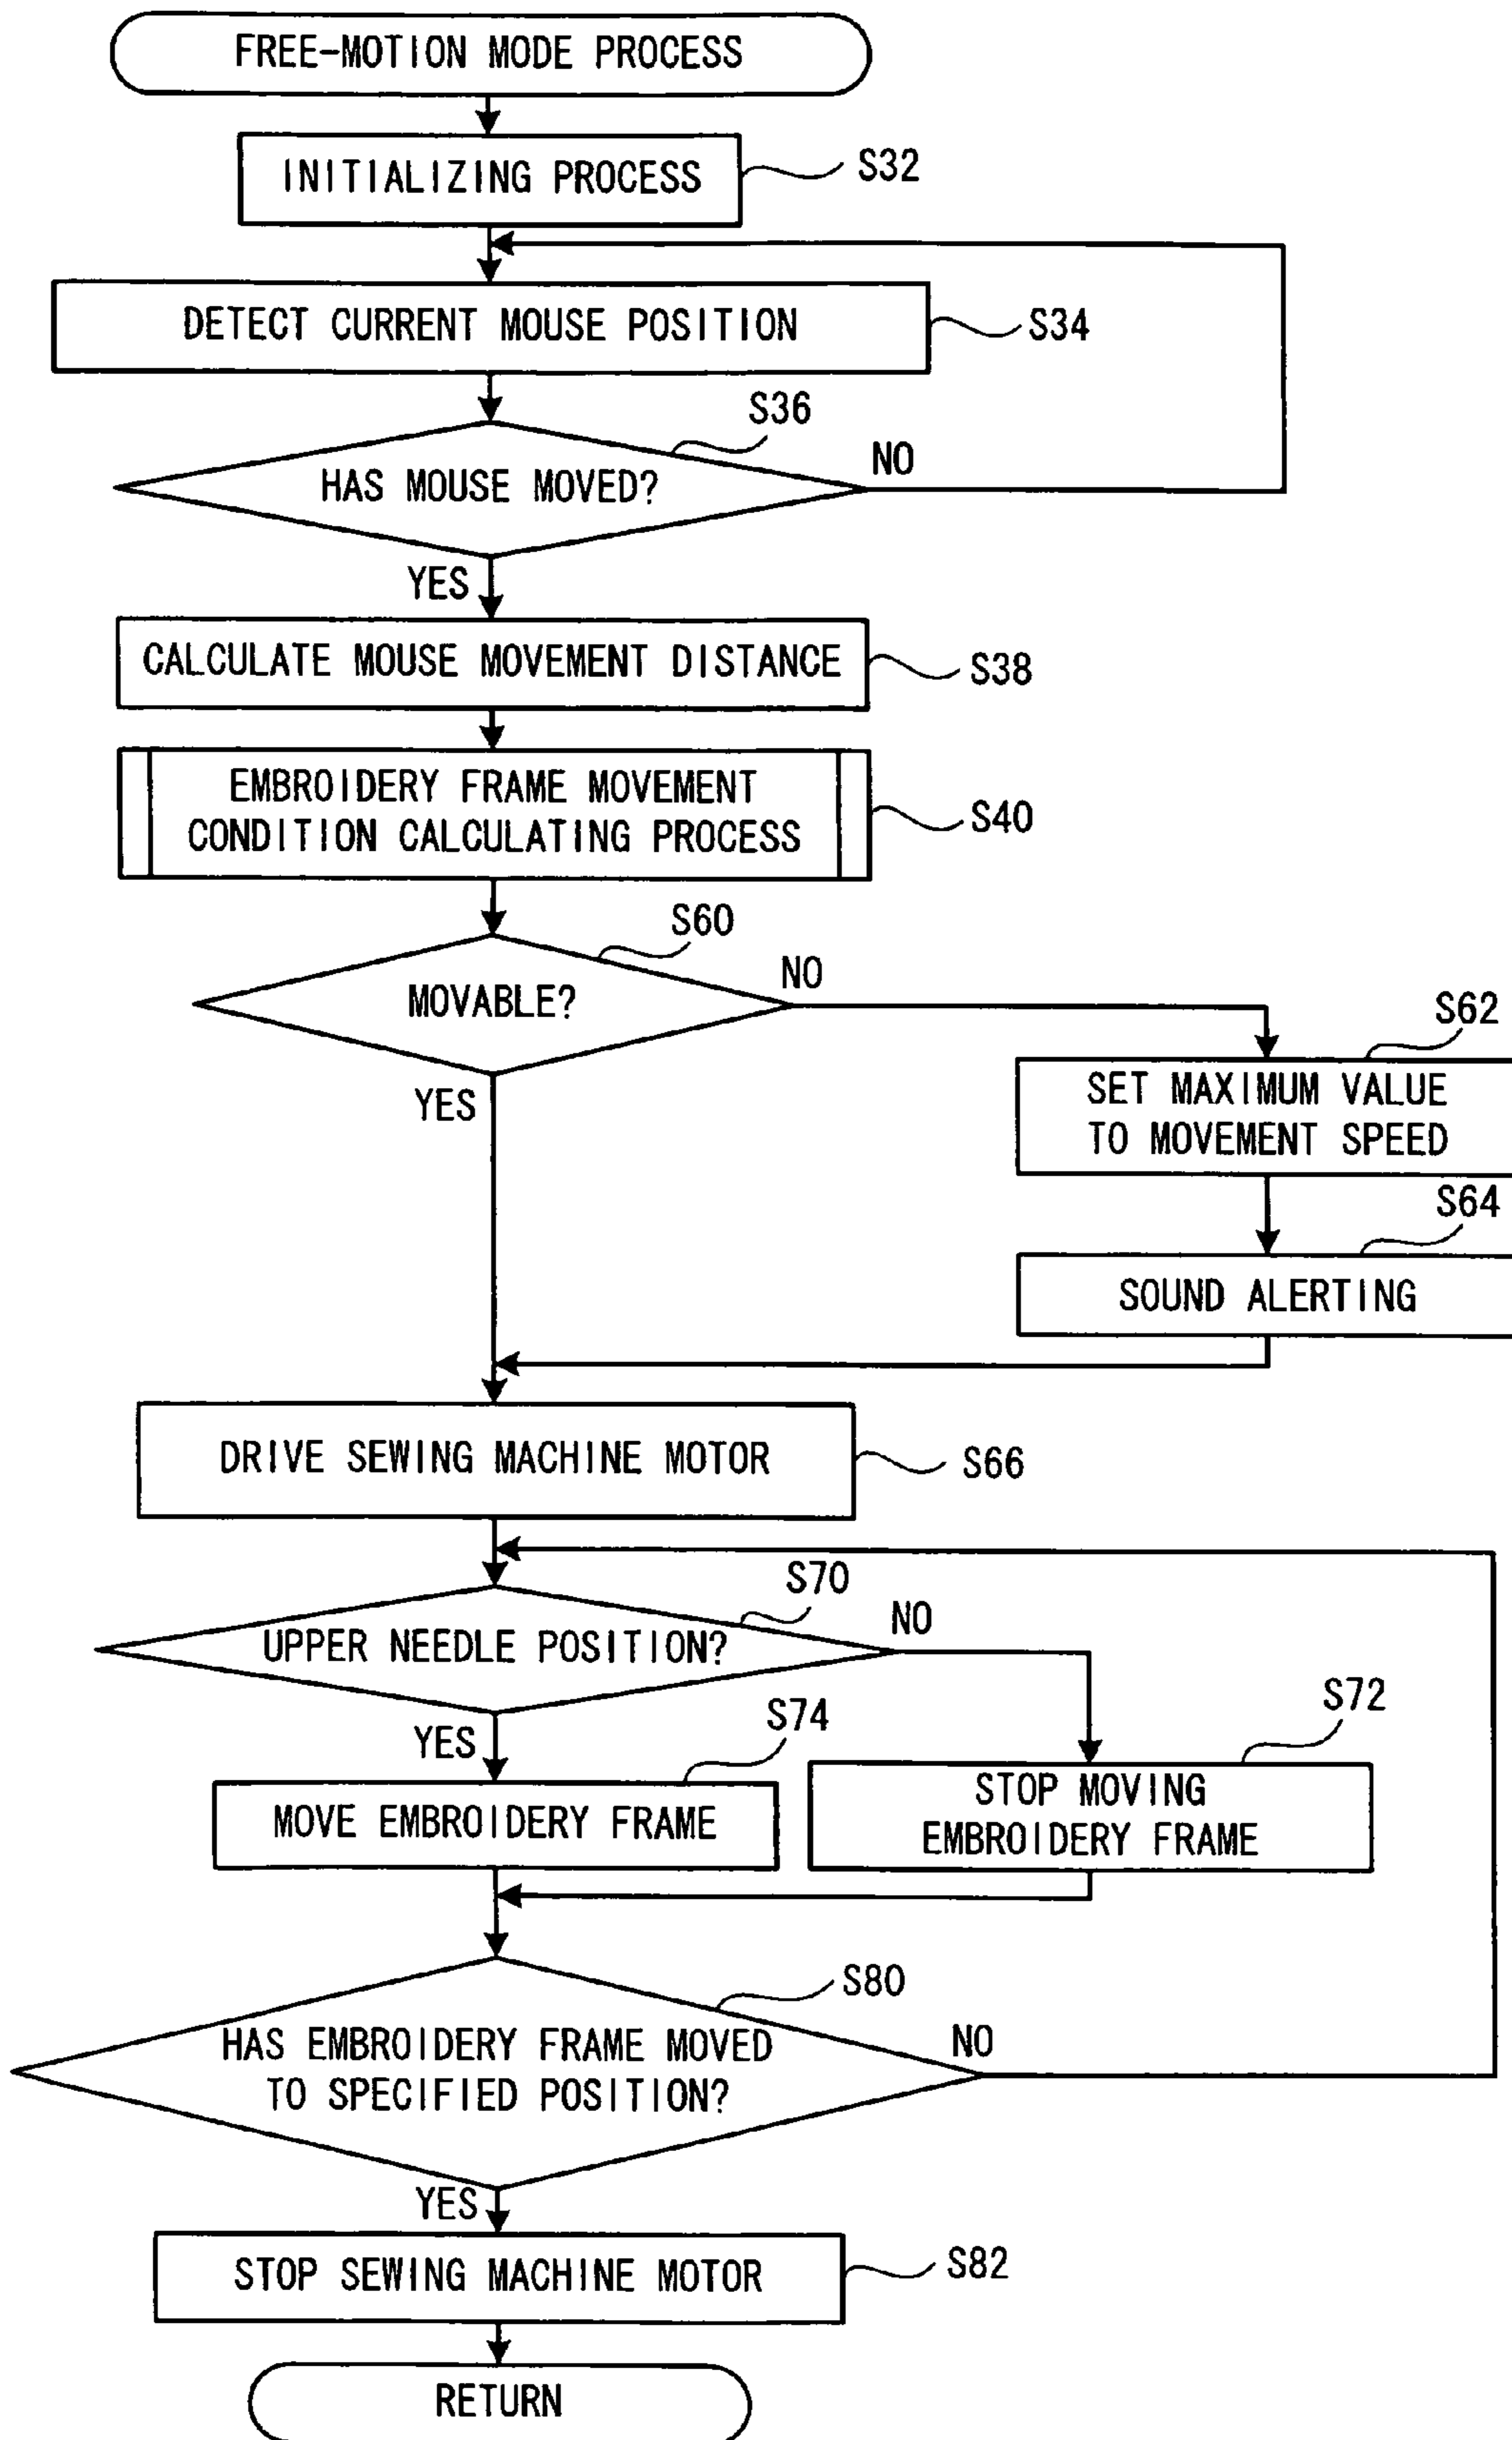 FREE-MOTION MODE PROCESS
INITIALIZING PROCESS
S32
DETECT CURRENT MOUSE POSITION
S34
S36
HAS MOUSE MOVED?
NO
YES
CALCULATE MOUSE MOVEMENT DISTANCE
S38
EMBROIDERY FRAME MOVEMENT
CONDITION CALCULATING PROCESS
S40
S60
MOVABLE?
NO
YES
S62
SET MAXIMUM VALUE
TO MOVEMENT SPEED
S64
SOUND ALERTING
DRIVE SEWING MACHINE MOTOR
S66
S70
UPPER NEEDLE POSITION?
NO
YES
S74
MOVE EMBROIDERY FRAME
S72
STOP MOVING
EMBROIDERY FRAME
S80
HAS EMBROIDERY FRAME MOVED
TO SPECIFIED POSITION?
NO
YES
STOP SEWING MACHINE MOTOR
S82
RETURN